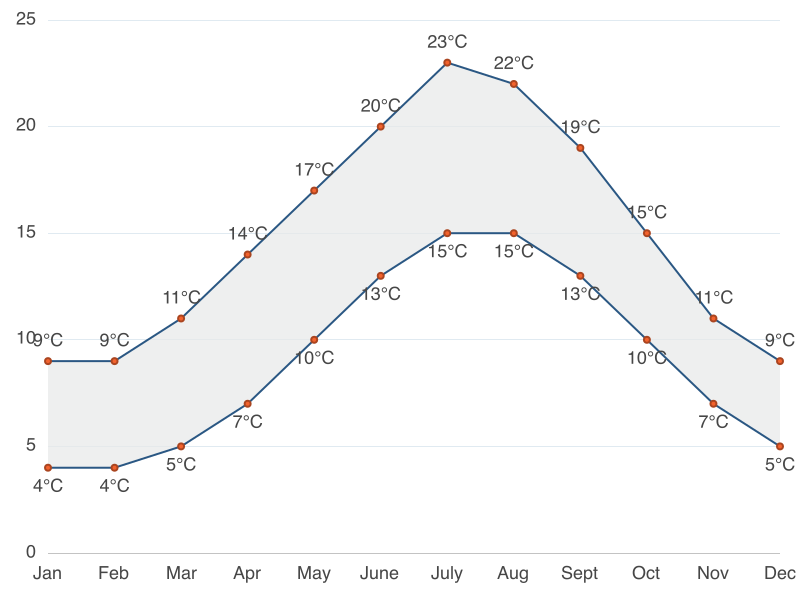 25
23°C
22°C
20
20°C
19°C
17°C
15
14°C
15°C
15°C
15°C
11°C
13°C
13°C
11°C
10
9°C
9°C
10°C
10°C
9°C
7°C
7°C
5
5°C
5°C
4°C
4°C
0
Jan Feb Mar Apr May June July Aug Sept Oct Nov Dec